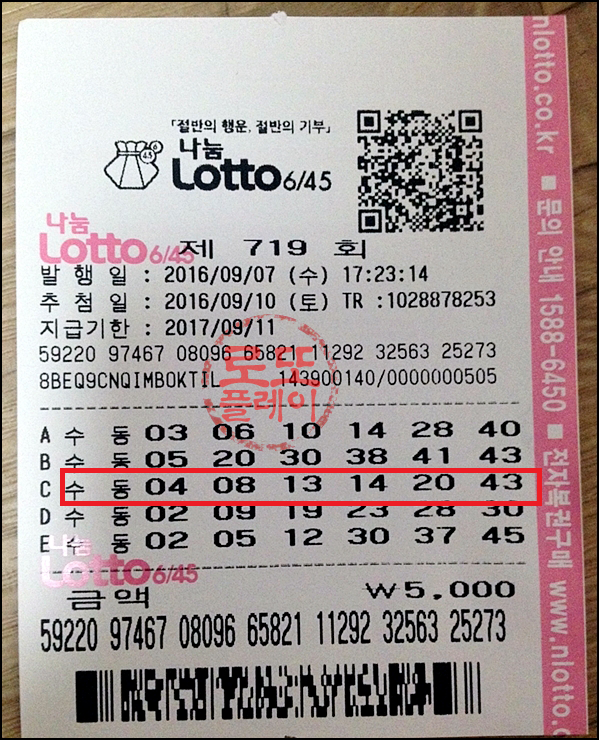 「절반의 행운, 절반의 기부」
나눔
Lotto 6/45
나눔
Lotto 6/45 제 719 회
발 행 일 : 2016/09/07 (수) 17:23:14
추 첨 일 : 2016/09/10 (토) TR :1028878253
지급기한 : 2017/09/11
59220 97467 08096 65821 11292 32563 25273
8BEQ9CNQIMBOKTIL 143900140/0000000505
로또
플레이
A 수 동 03 06 10 14 28 40
B 수 동 05 20 30 38 41 43
C 수 동 04 08 13 14 20 43
D 수 동 02 09 19 23 28 30
E 수 동 02 05 12 30 37 45
나눔
Lotto 6/45
금액 ₩5,000
59220 97467 08096 65821 11292 32563 25273
nlotto.co.kr ■ 문의 안내 1588-6450 ■ 전자복권구매 www.nlotto.c